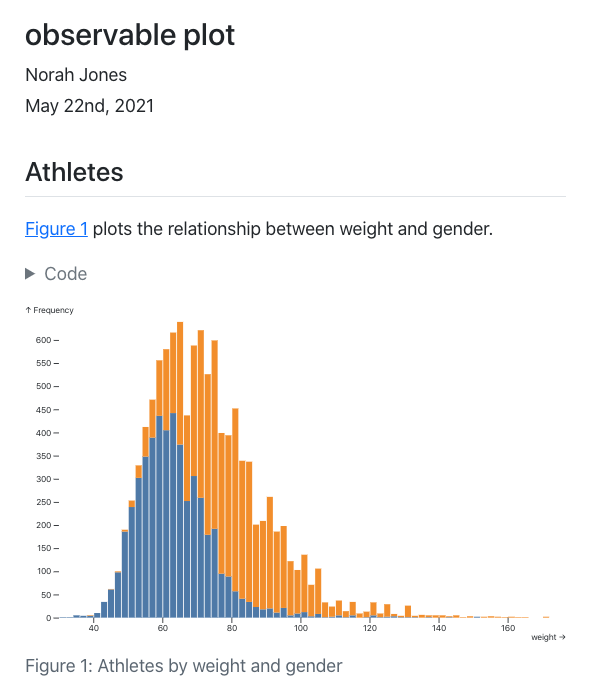 observable plot
Norah Jones
May 22nd, 2021
Athletes
Figure 1 plots the relationship between weight and gender.
▶ Code
↑ Frequency
600
550
500
450
400
350
300
250
200
150
100
50
0
40 60 80 100 120 140 160
weight →
Figure 1: Athletes by weight and gender